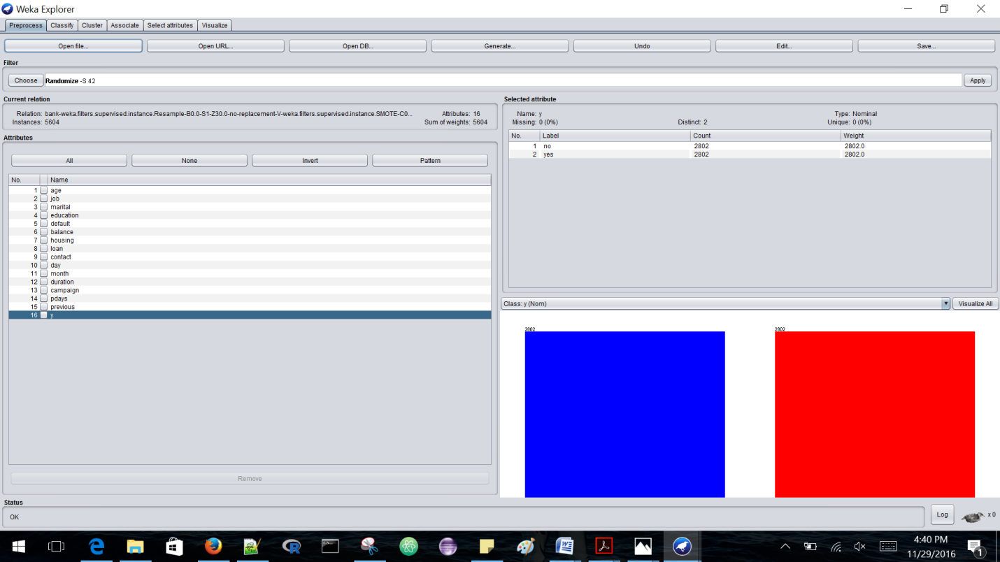 Weka Explorer
Preprocess Classify Cluster Associate Select attributes Visualize
Open file... Open URL... Open DB... Generate... Undo Edit... Save...
Filter
Choose Randomize -S 42 Apply
Current relation
Relation: bank-weka.filters.supervised.instance.Resample-B0.0-S1-Z30.0-no-replacement-V-weka.filters.supervised.instance.SMOTE-C0... Attributes: 16
Instances: 5604 Sum of weights: 5604
Attributes
All None Invert Pattern
No. Name
1 age
2 job
3 marital
4 education
5 default
6 balance
7 housing
8 loan
9 contact
10 day
11 month
12 duration
13 campaign
14 pdays
15 previous
16 y
Remove
Selected attribute
Name: y Type: Nominal
Missing: 0 (0%) Distinct: 2 Unique: 0 (0%)
No. Label Count Weight
1 no 2802 2802.0
2 yes 2802 2802.0
Class: y (Nom) Visualize All
2802 2802
Status
OK Log x 0
4:40 PM
11/29/2016
1